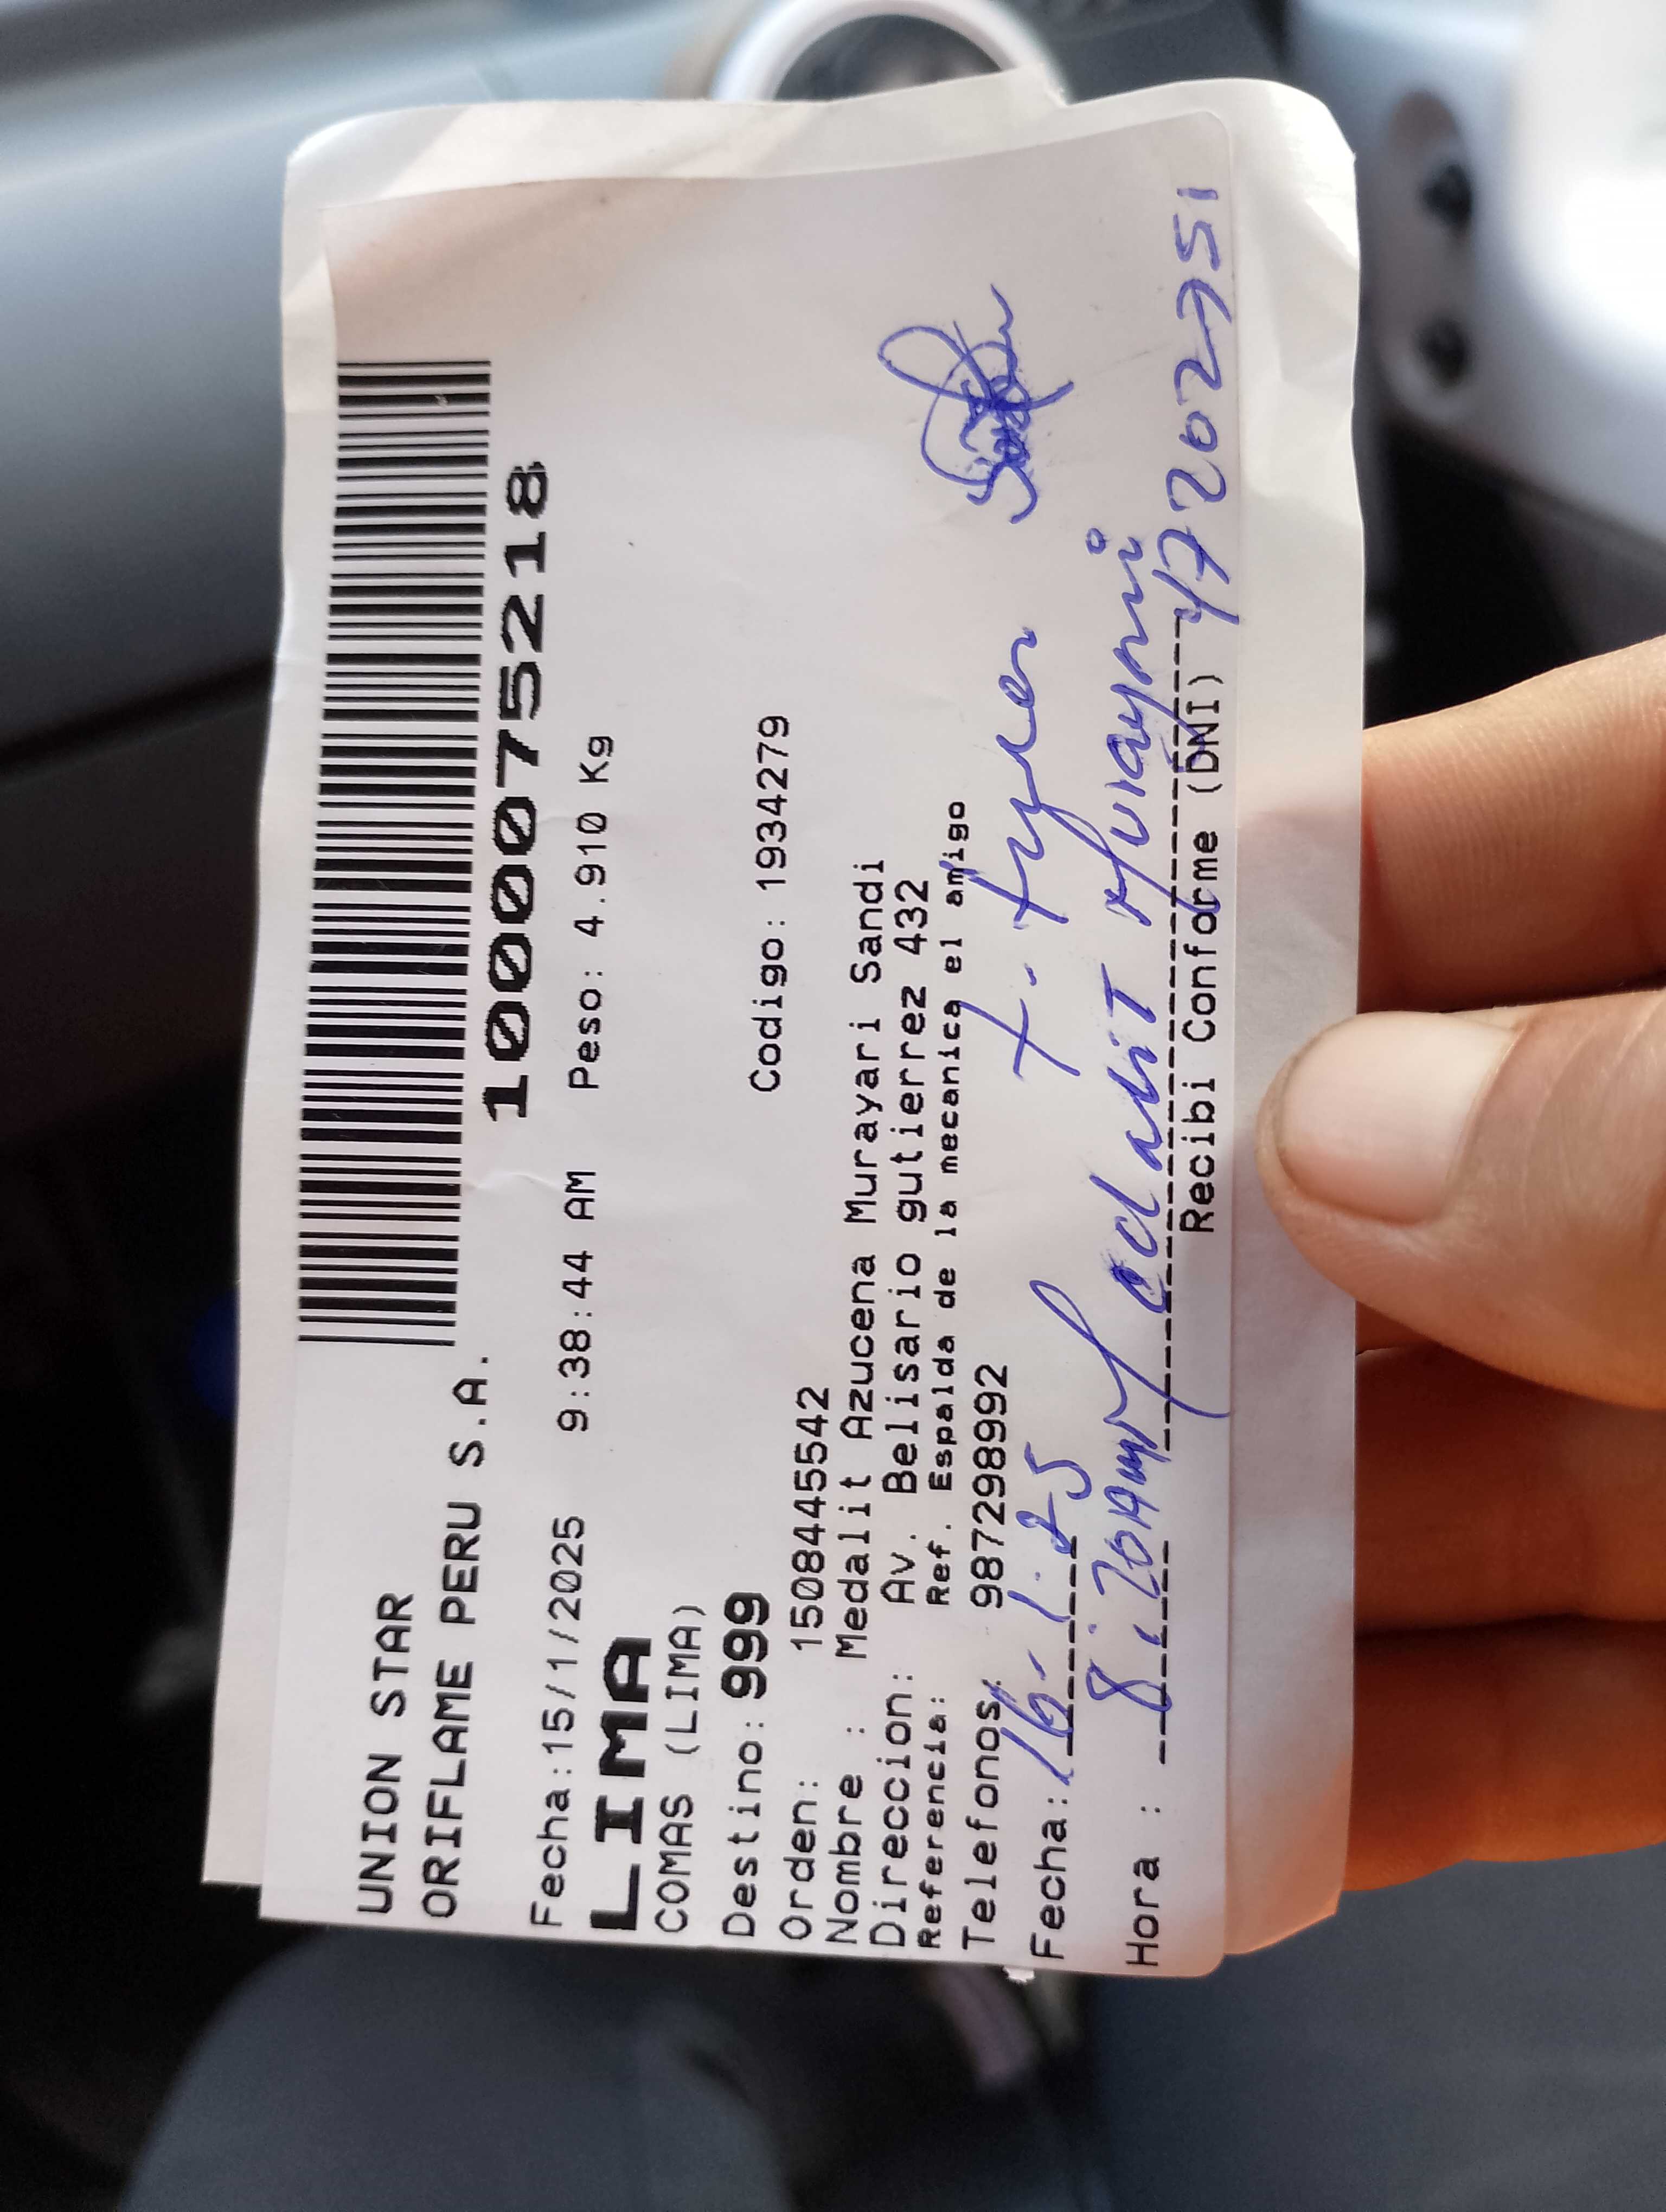 UNION STAR
ORIFLAME PERU S.A.
1000075218
Fecha:15/1/2025 9:38:44 AM Peso: 4.910 Kg
LIMA
COMAS (LIMA)
Destino: 999 Codigo: 1934279
Orden: 1508445542
Nombre : Medalit Azucena Murayari Sandi
Direccion: Av. Belisario gutierrez 432
Referencia: Ref. Espalda de la mecanica el amigo
Telefonos: 987298992
Fecha: 16-1-25
Hora : 8:20AM
Recibi Conforme (DNI)